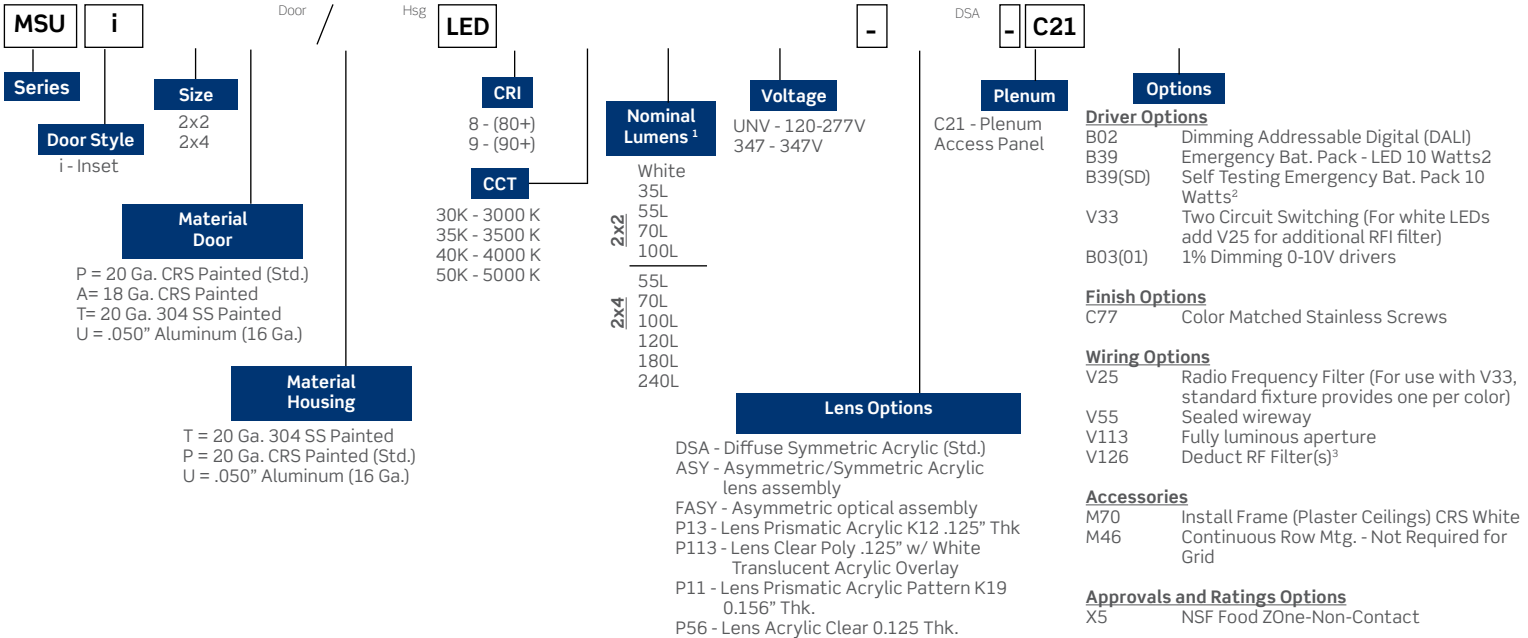 Door / Hsg DSA
MSU i LED - - C21
Series
Door Style
i - Inset
Size
2x2
2x4
Material
Door
P = 20 Ga. CRS Painted (Std.)
A= 18 Ga. CRS Painted
T= 20 Ga. 304 SS Painted
U = .050” Aluminum (16 Ga.)
Material
Housing
T = 20 Ga. 304 SS Painted
P = 20 Ga. CRS Painted (Std.)
U = .050” Aluminum (16 Ga.)
CRI
8 - (80+)
9 - (90+)
CCT
30K - 3000 K
35K - 3500 K
40K - 4000 K
50K - 5000 K
Nominal
Lumens 1
White
2x2
35L
55L
70L
100L
2x4
55L
70L
100L
120L
180L
240L
Voltage
UNV - 120-277V
347 - 347V
Lens Options
DSA - Diffuse Symmetric Acrylic (Std.)
ASY - Asymmetric/Symmetric Acrylic
lens assembly
FASY - Asymmetric optical assembly
P13 - Lens Prismatic Acrylic K12 .125” Thk
P113 - Lens Clear Poly .125” w/ White
Translucent Acrylic Overlay
P11 - Lens Prismatic Acrylic Pattern K19
0.156” Thk.
P56 - Lens Acrylic Clear 0.125 Thk.
Plenum
C21 - Plenum
Access Panel
Options
Driver Options
B02 Dimming Addressable Digital (DALI)
B39 Emergency Bat. Pack - LED 10 Watts2
B39(SD) Self Testing Emergency Bat. Pack 10
Watts²
V33 Two Circuit Switching (For white LEDs
add V25 for additional RFI filter)
B03(01) 1% Dimming 0-10V drivers
Finish Options
C77 Color Matched Stainless Screws
Wiring Options
V25 Radio Frequency Filter (For use with V33,
standard fixture provides one per color)
V55 Sealed wireway
V113 Fully luminous aperture
V126 Deduct RF Filter(s)³
Accessories
M70 Install Frame (Plaster Ceilings) CRS White
M46 Continuous Row Mtg. - Not Required for
Grid
Approvals and Ratings Options
X5 NSF Food ZOne-Non-Contact